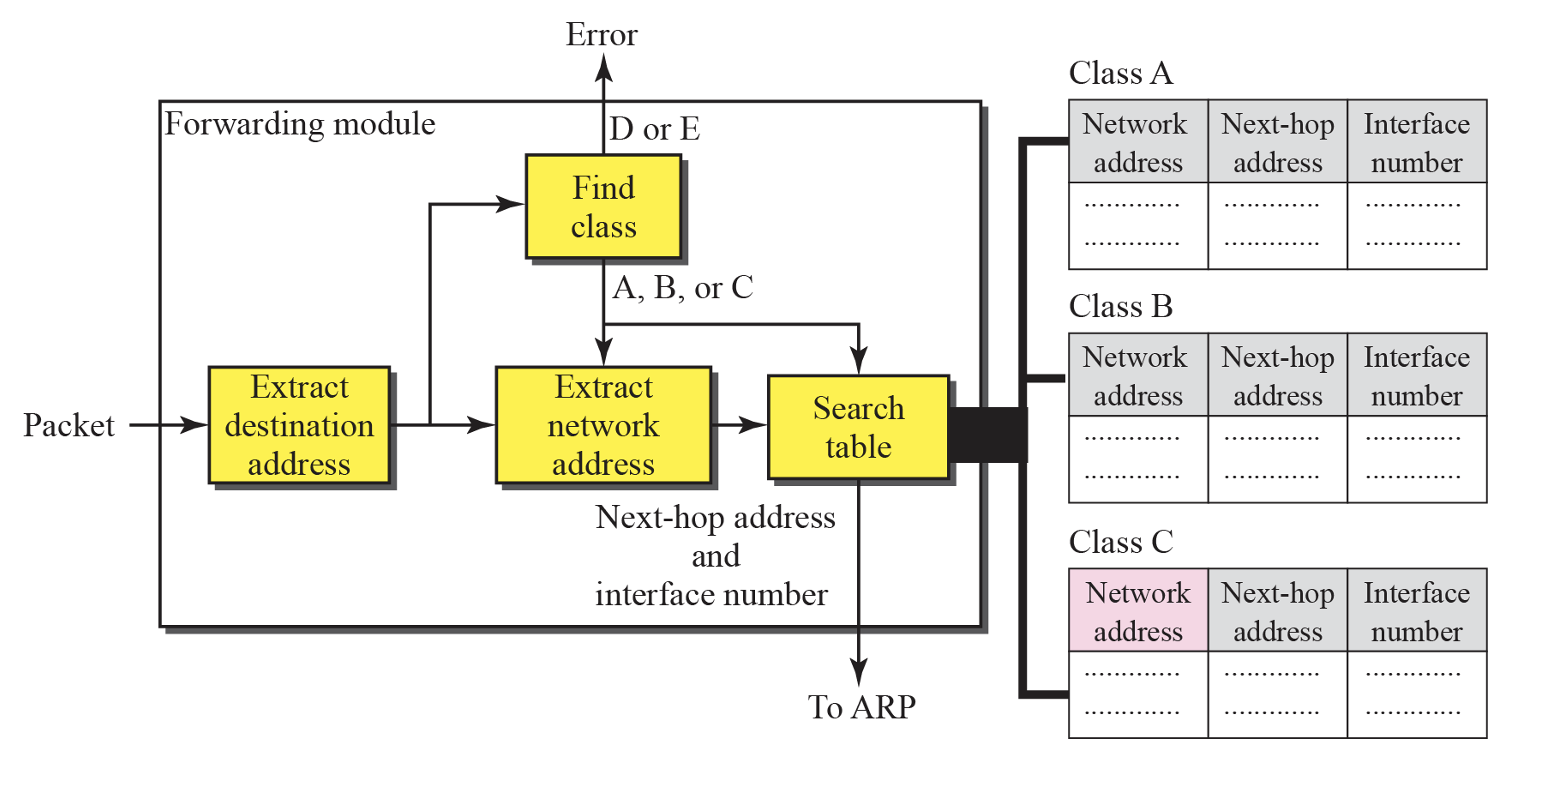 Error
Forwarding module
D or E
Find
class
A, B, or C
Packet
Extract
destination
address
Extract
network
address
Search
table
Next-hop address
and
interface number
To ARP
Class A
Network address
Next-hop address
Interface number
.............
.............
.............
.............
.............
.............
Class B
Network address
Next-hop address
Interface number
.............
.............
.............
.............
.............
.............
Class C
Network address
Next-hop address
Interface number
.............
.............
.............
.............
.............
.............